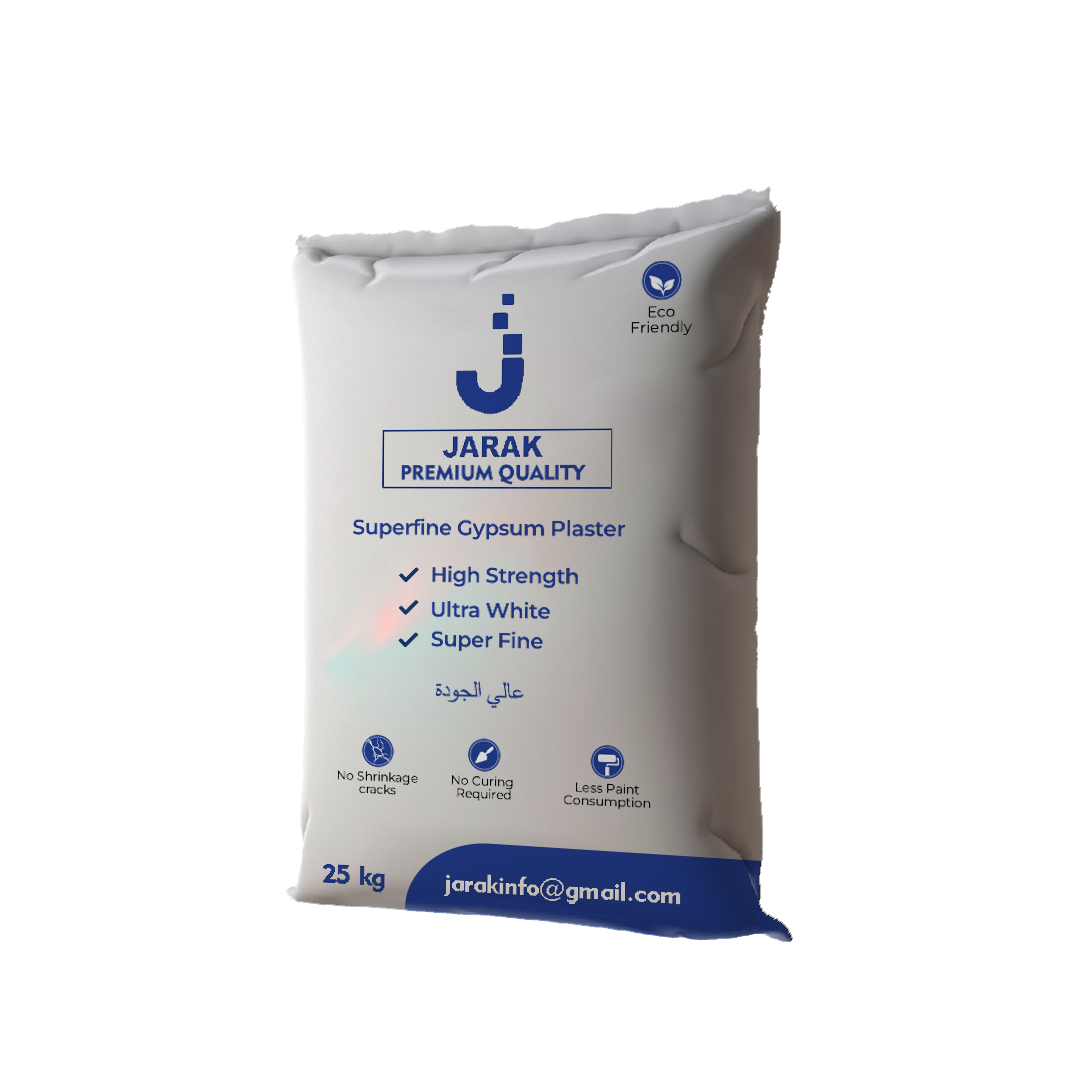 Eco
Friendly
JARAK
PREMIUM QUALITY
Superfine Gypsum Plaster
High Strength
Ultra White
Super Fine
عالي الجودة
No Shrinkage
cracks
No Curing
Required
Less Paint
Consumption
25 kg
jarakinfo@gmail.com